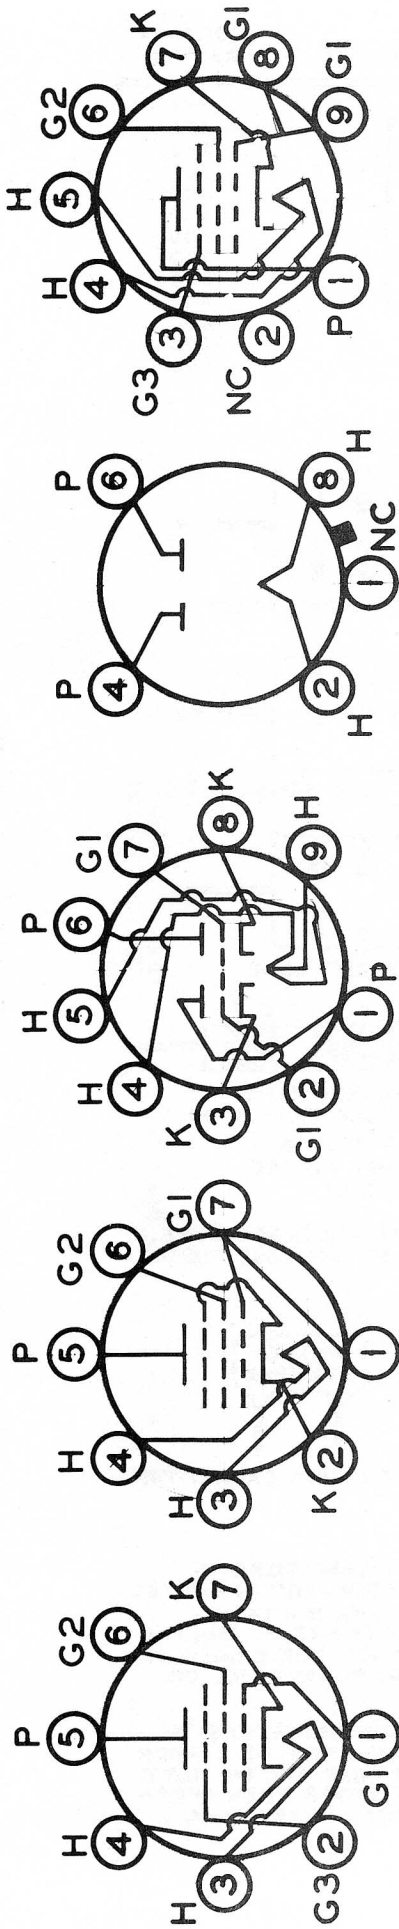 P 5
G2 6
K 7
1 G1
G3 2
H 3
H 4
P 5
G2 6
G1 7
1
K 2
H 3
H 4
H 5
P 6
G1 7
8 K
9 H
1 P
G1 2
K 3
H 4
P 4
P 6
8 H
NC
1
2 H
H 4
H 5
G2 6
K 7
G1 8
9 G1
1 P
NC 2
G3 3